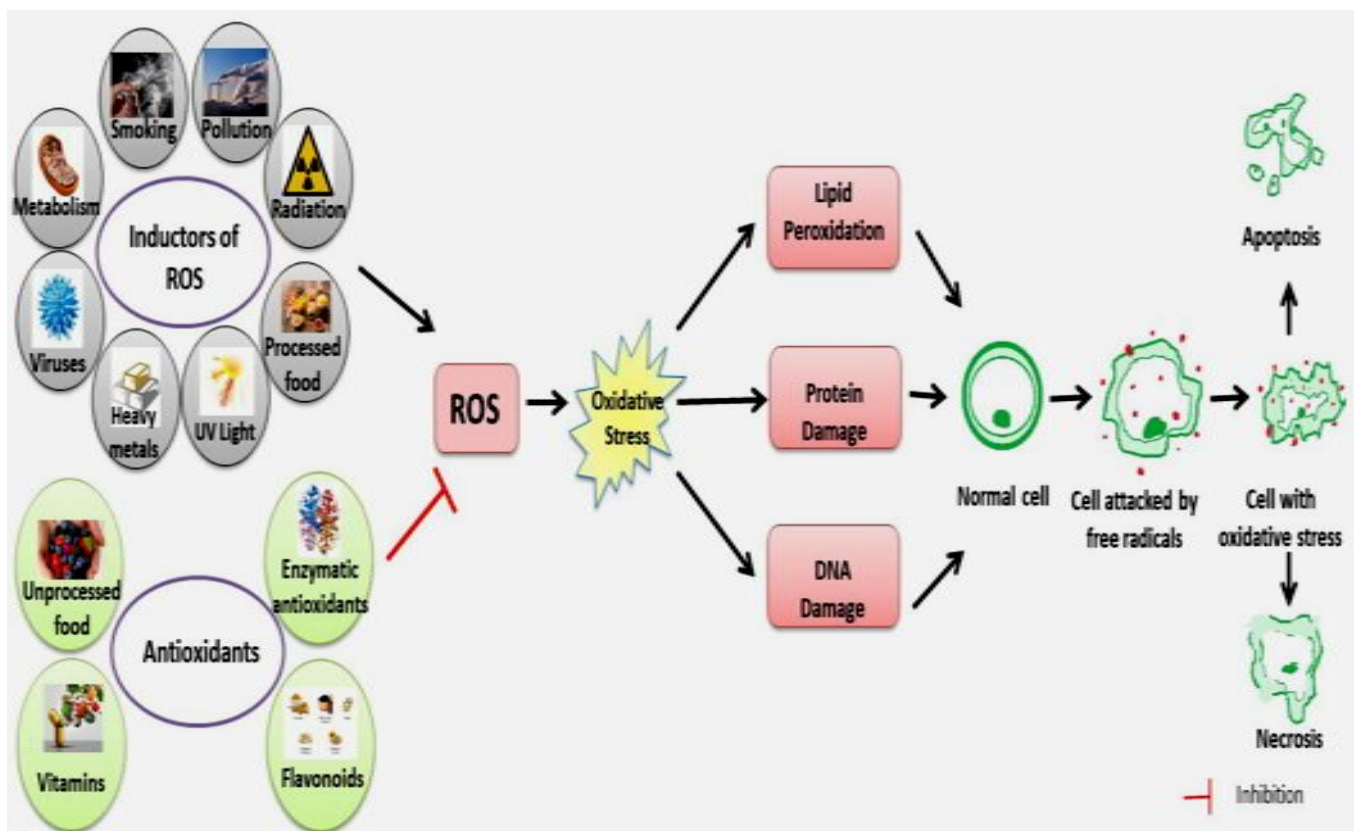 Smoking
Pollution
Metabolism
Radiation
Inductors of
ROS
Viruses
Processed
food
Heavy
metals
UV Light
Unprocessed
food
Enzymatic
antioxidants
Antioxidants
Vitamins
Flavonoids
ROS
Oxidative
Stress
Lipid
Peroxidation
Protein
Damage
DNA
Damage
Normal cell
Cell attacked by
free radicals
Cell with
oxidative stress
Apoptosis
Necrosis
Inhibition